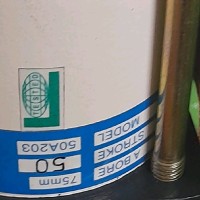 A BORE 75mm
STROKE 50
MODEL 50A203